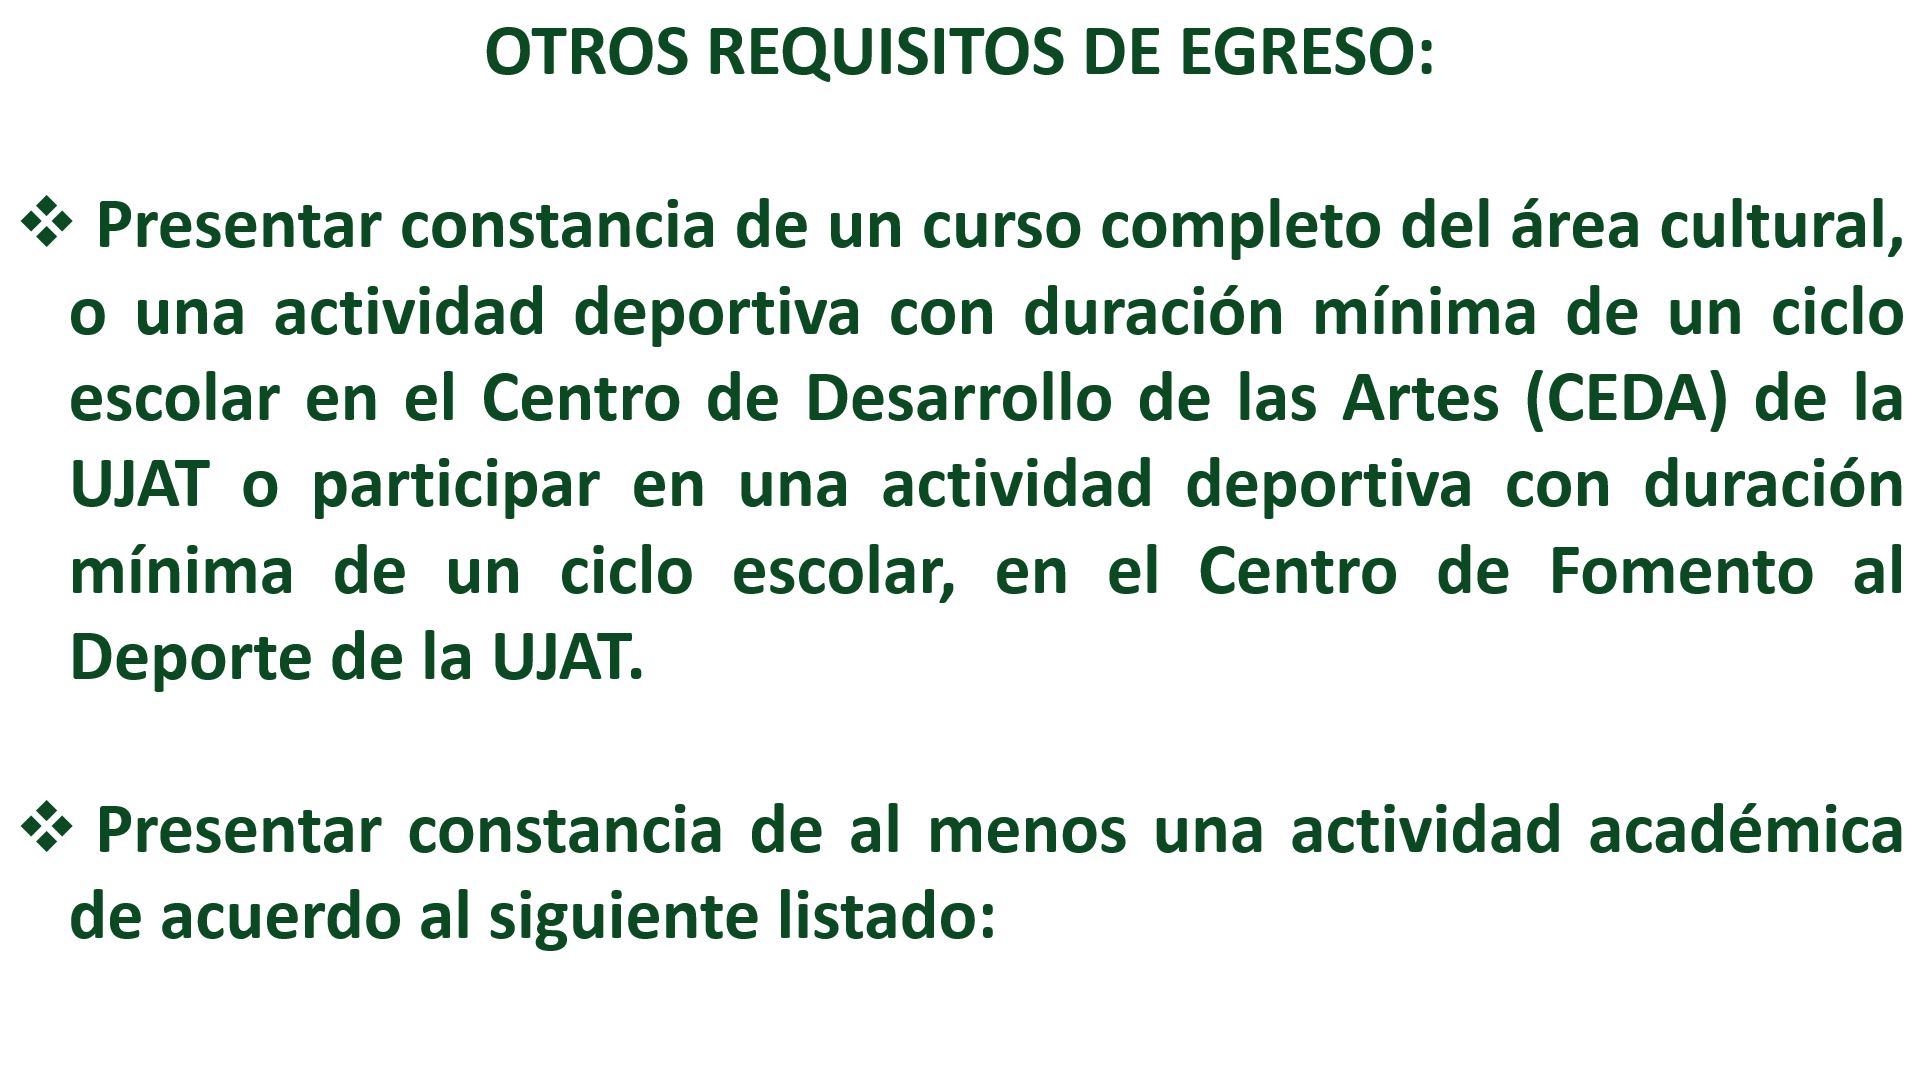 OTROS REQUISITOS DE EGRESO:
❖ Presentar constancia de un curso completo del área cultural,
o una actividad deportiva con duración mínima de un ciclo
escolar en el Centro de Desarrollo de las Artes (CEDA) de la
UJAT o participar en una actividad deportiva con duración
mínima de un ciclo escolar, en el Centro de Fomento al
Deporte de la UJAT.
❖ Presentar constancia de al menos una actividad académica
de acuerdo al siguiente listado: